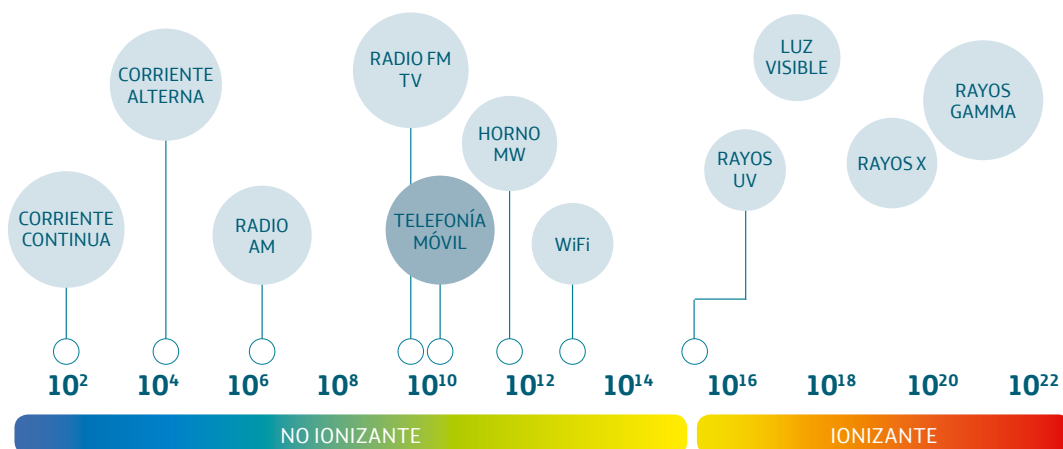 CORRIENTE
CONTINUA
CORRIENTE
ALTERNA
RADIO
AM
RADIO FM
TV
TELEFONÍA
MÓVIL
HORNO
MW
WiFi
RAYOS
UV
LUZ
VISIBLE
RAYOS X
RAYOS
GAMMA
10² 10⁴ 10⁶ 10⁸ 10¹⁰ 10¹² 10¹⁴ 10¹⁶ 10¹⁸ 10²⁰ 10²²
NO IONIZANTE IONIZANTE